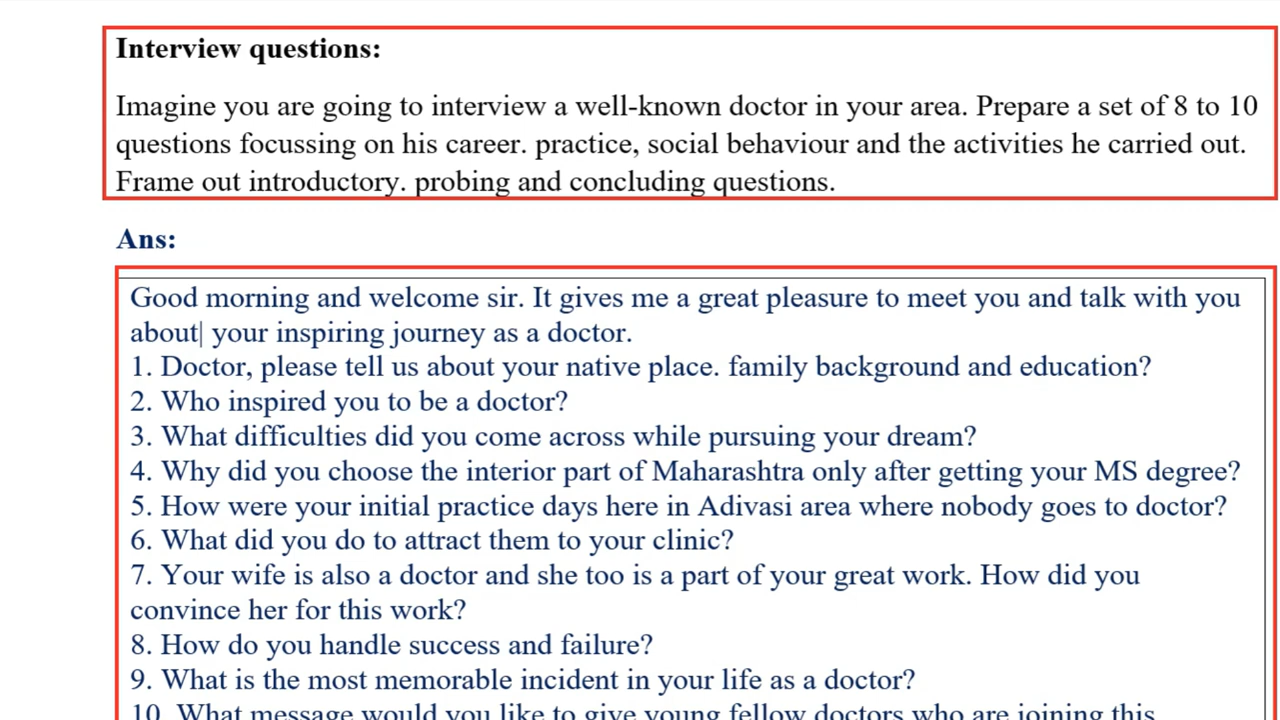 Interview questions:
Imagine you are going to interview a well-known doctor in your area. Prepare a set of 8 to 10
questions focussing on his career. practice, social behaviour and the activities he carried out.
Frame out introductory. probing and concluding questions.
Ans:
Good morning and welcome sir. It gives me a great pleasure to meet you and talk with you
about your inspiring journey as a doctor.
1. Doctor, please tell us about your native place. family background and education?
2. Who inspired you to be a doctor?
3. What difficulties did you come across while pursuing your dream?
4. Why did you choose the interior part of Maharashtra only after getting your MS degree?
5. How were your initial practice days here in Adivasi area where nobody goes to doctor?
6. What did you do to attract them to your clinic?
7. Your wife is also a doctor and she too is a part of your great work. How did you
convince her for this work?
8. How do you handle success and failure?
9. What is the most memorable incident in your life as a doctor?
10. What message would you like to give young fellow doctors who are joining this